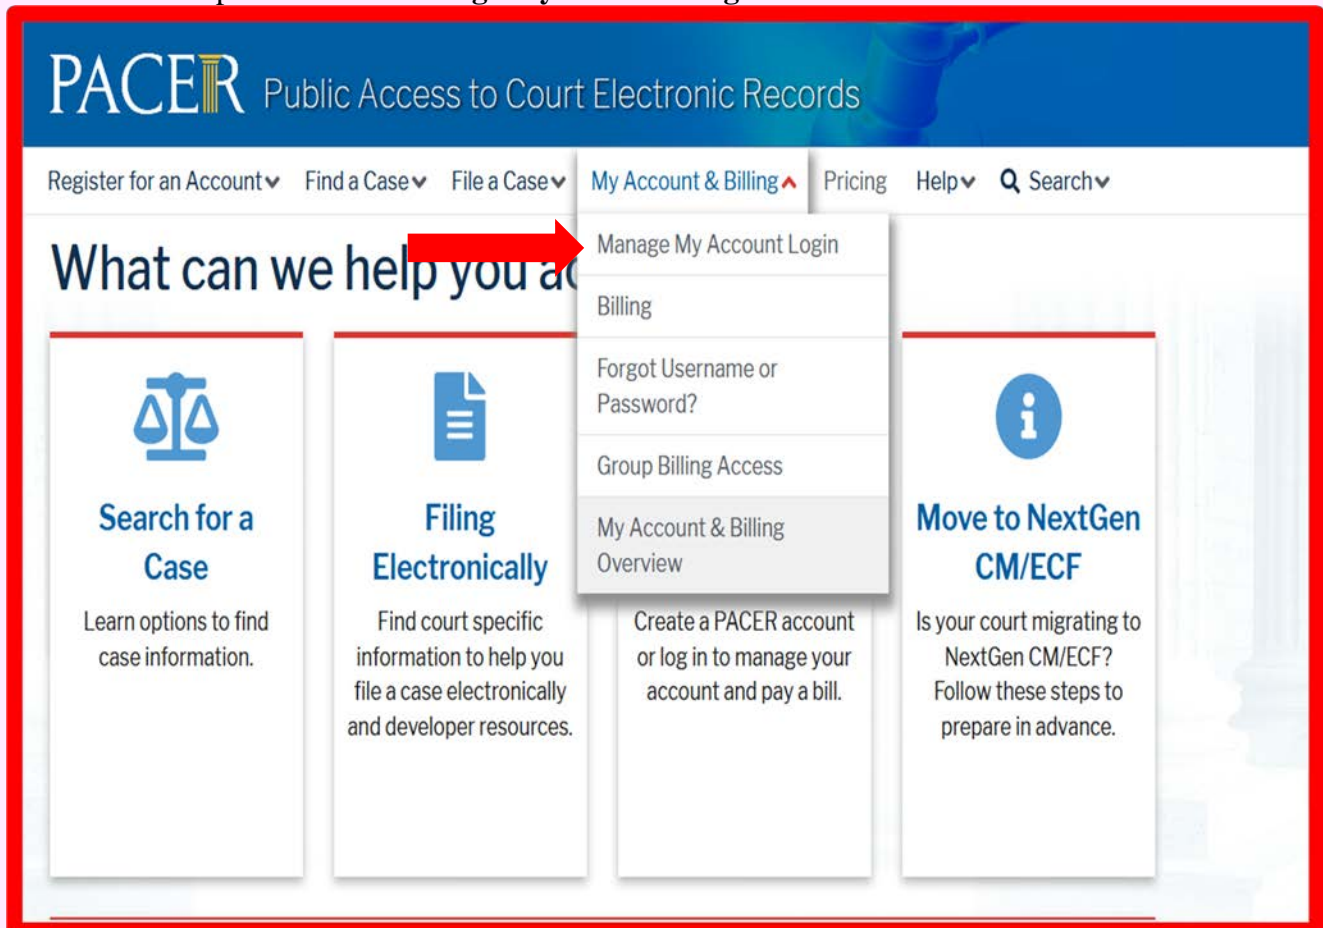 PACER Public Access to Court Electronic Records
Register for an Account Find a Case File a Case My Account & Billing Pricing Help Search
What can we help you
Manage My Account Login
Billing
Forgot Username or
Password?
Group Billing Access
My Account & Billing
Overview
Search for a
Case
Learn options to find
case information.
Filing
Electronically
Find court specific
information to help you
file a case electronically
and developer resources.
Create a PACER account
or log in to manage your
account and pay a bill.
Move to NextGen
CM/ECF
Is your court migrating to
NextGen CM/ECF?
Follow these steps to
prepare in advance.